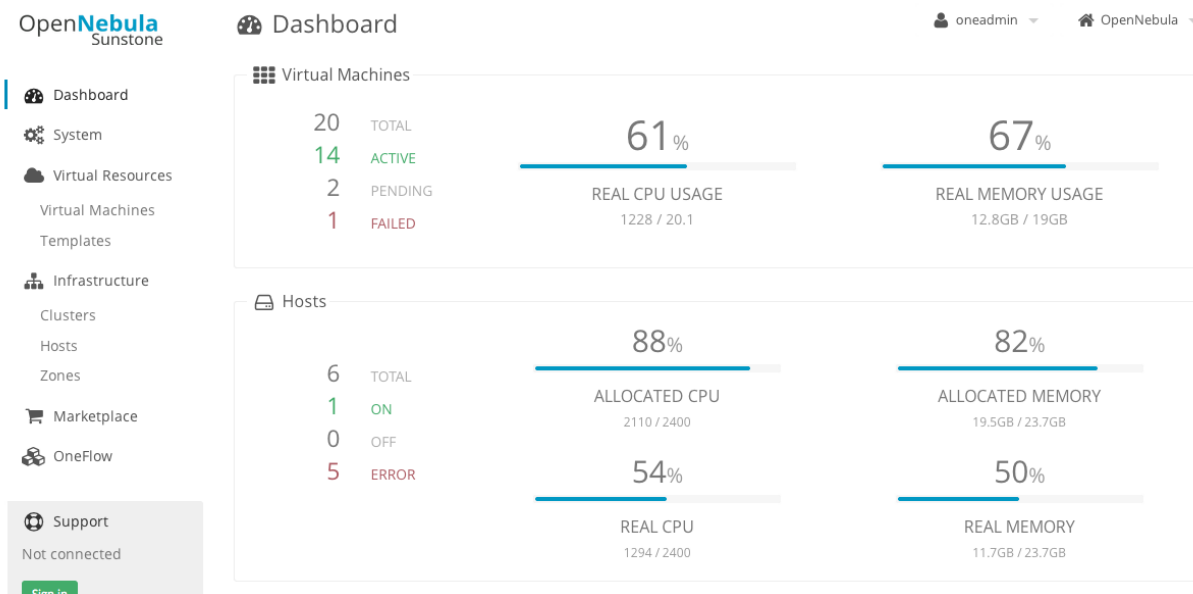 OpenNebula
Sunstone
Dashboard
oneadmin
OpenNebula
Dashboard
System
Virtual Resources
Virtual Machines
Templates
Infrastructure
Clusters
Hosts
Zones
Marketplace
OneFlow
Support
Not connected
Sign in
Virtual Machines
20 TOTAL
14 ACTIVE
2 PENDING
1 FAILED
61%
REAL CPU USAGE
1228 / 20.1
67%
REAL MEMORY USAGE
12.8GB / 19GB
Hosts
6 TOTAL
1 ON
0 OFF
5 ERROR
88%
ALLOCATED CPU
2110 / 2400
82%
ALLOCATED MEMORY
19.5GB / 23.7GB
54%
REAL CPU
1294 / 2400
50%
REAL MEMORY
11.7GB / 23.7GB